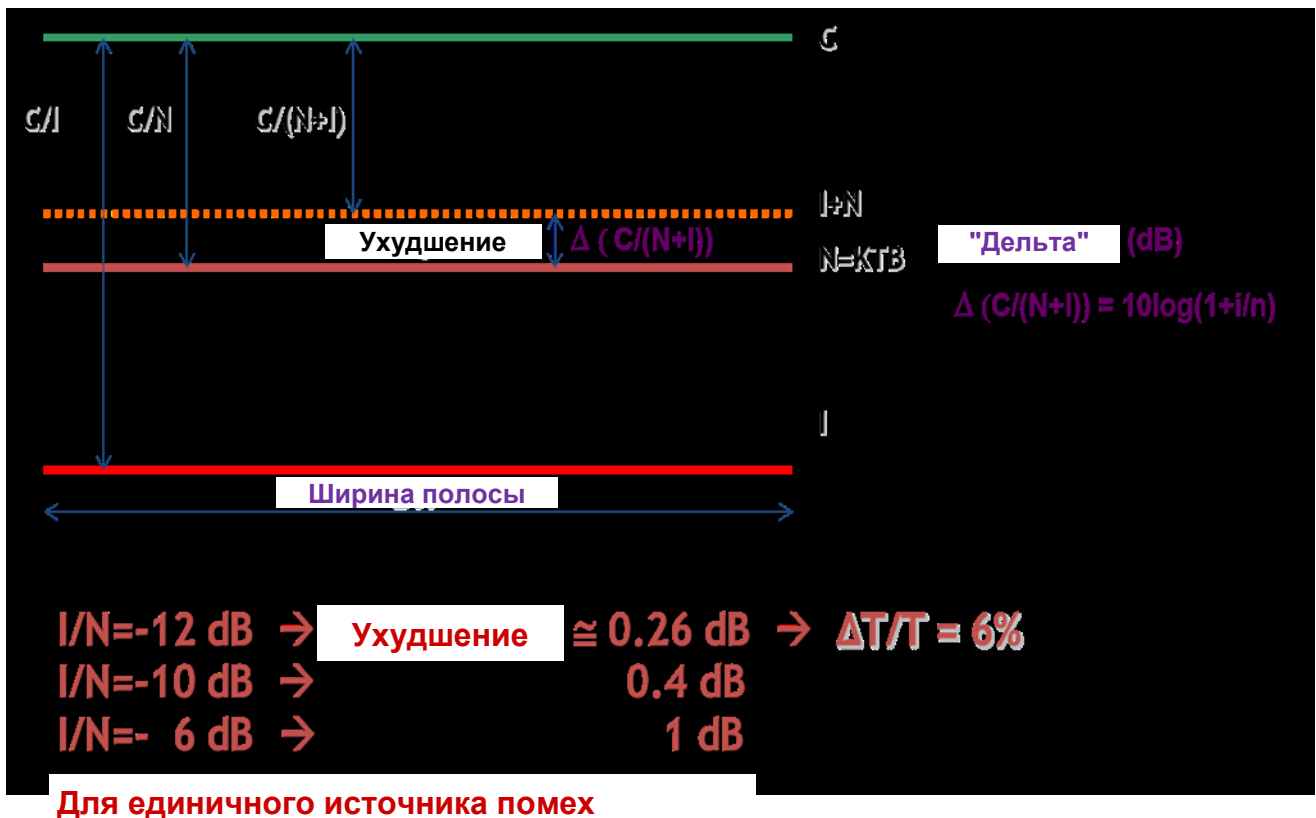 C
C/I C/N C/(N+I)
I+N
Ухудшение Δ ( C/(N+I))
N=KTB
"Дельта" (dB)
Δ (C/(N+I)) = 10log(1+i/n)
I
Ширина полосы
I/N=-12 dB → Ухудшение ≅ 0.26 dB → ΔT/T = 6%
I/N=-10 dB → 0.4 dB
I/N=- 6 dB → 1 dB
Для единичного источника помех